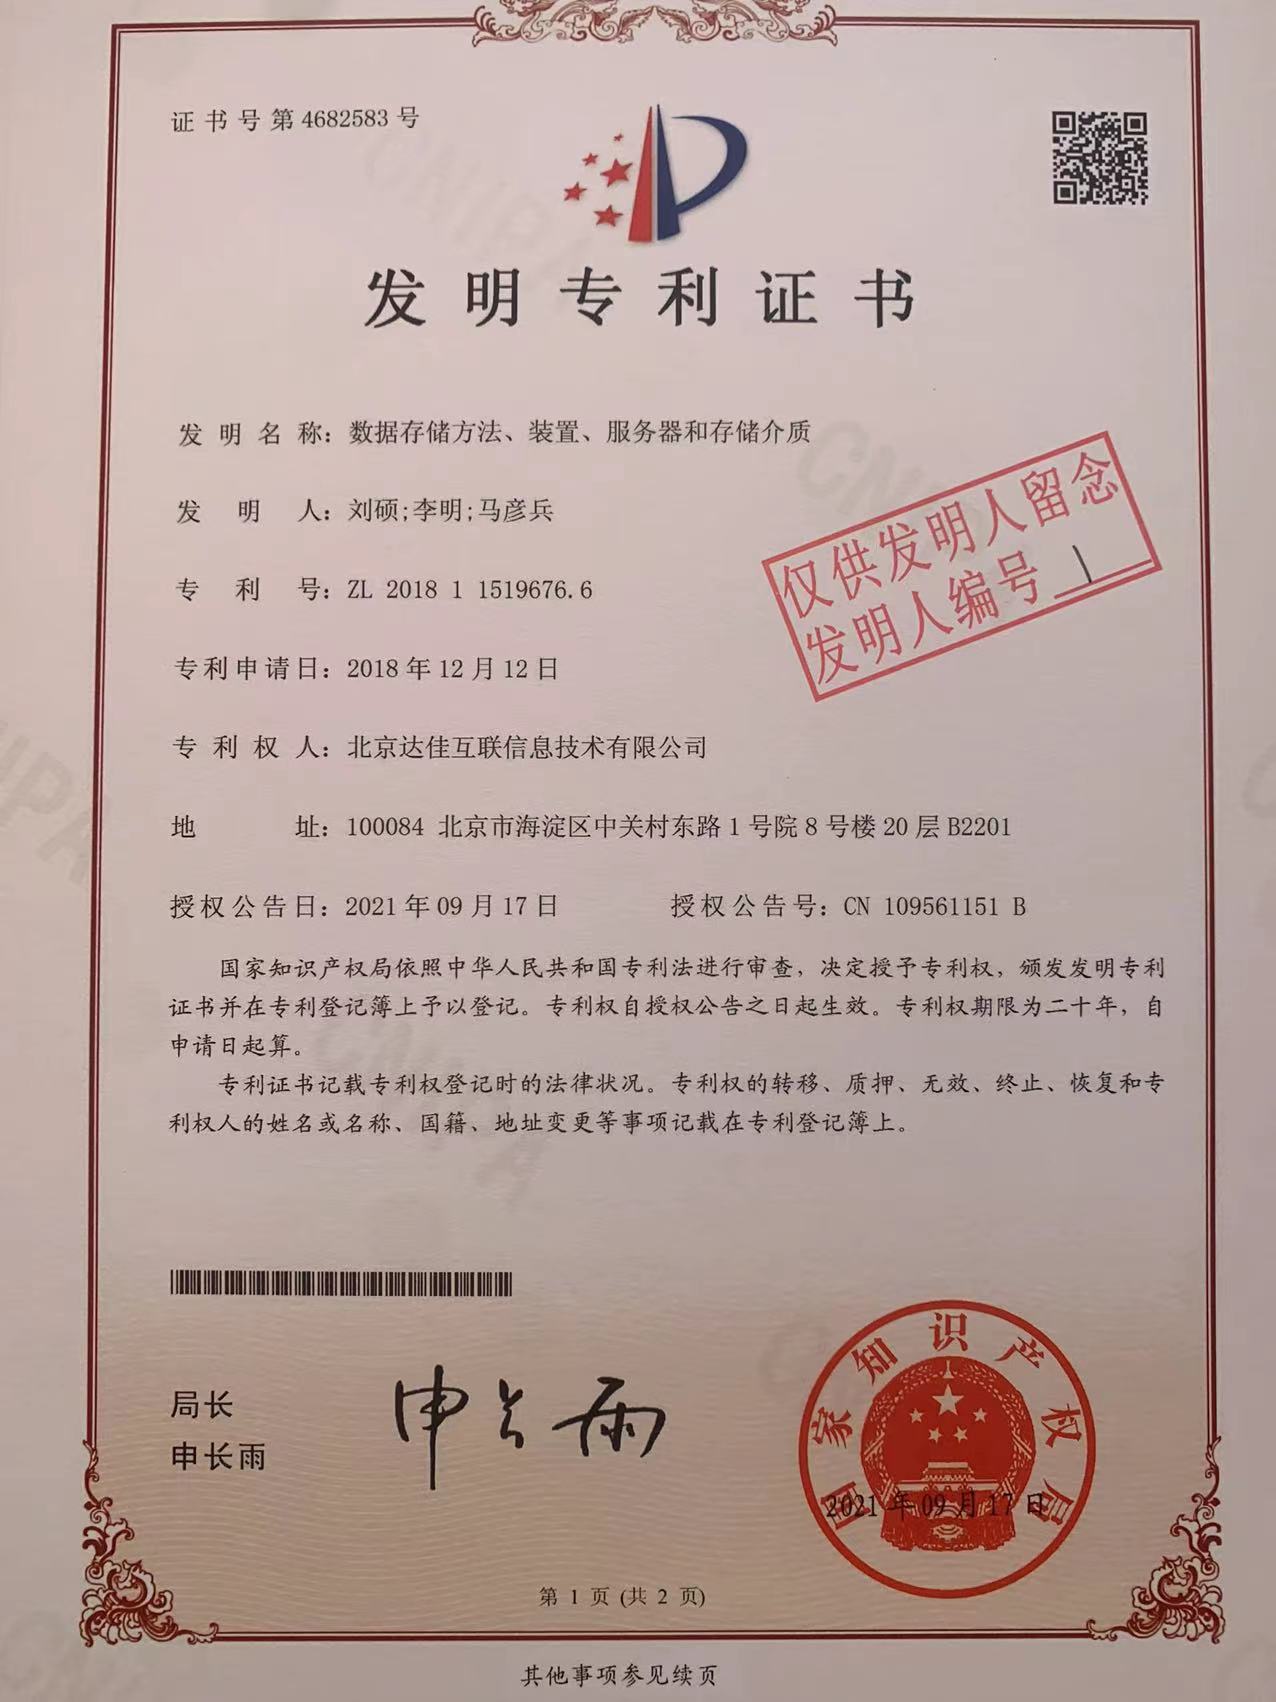 证书号第4682583号
发明专利证书
发明名称：数据存储方法、装置、服务器和存储介质
发明人：刘硕;李明;马彦兵
仅供发明人留念
发明人编号 1
专利号：ZL 2018 1 1519676.6
专利申请日：2018年12月12日
专利权人：北京达佳互联信息技术有限公司
地址：100084 北京市海淀区中关村东路1号院8号楼20层B2201
授权公告日：2021年09月17日 授权公告号：CN 109561151 B
国家知识产权局依照中华人民共和国专利法进行审查，决定授予专利权，颁发发明专利
证书并在专利登记簿上予以登记。专利权自授权公告之日起生效。专利权期限为二十年，自
申请日起算。
专利证书记载专利权登记时的法律状况。专利权的转移、质押、无效、终止、恢复和专
利权人的姓名或名称、国籍、地址变更等事项记载在专利登记簿上。
局长
申长雨
申长雨
国家知识产权局
2021年09月17日
第 1 页 (共 2 页)
其他事项参见续页
CNIPA
CNIPA
CNIPA
CNIPA
CNIPA